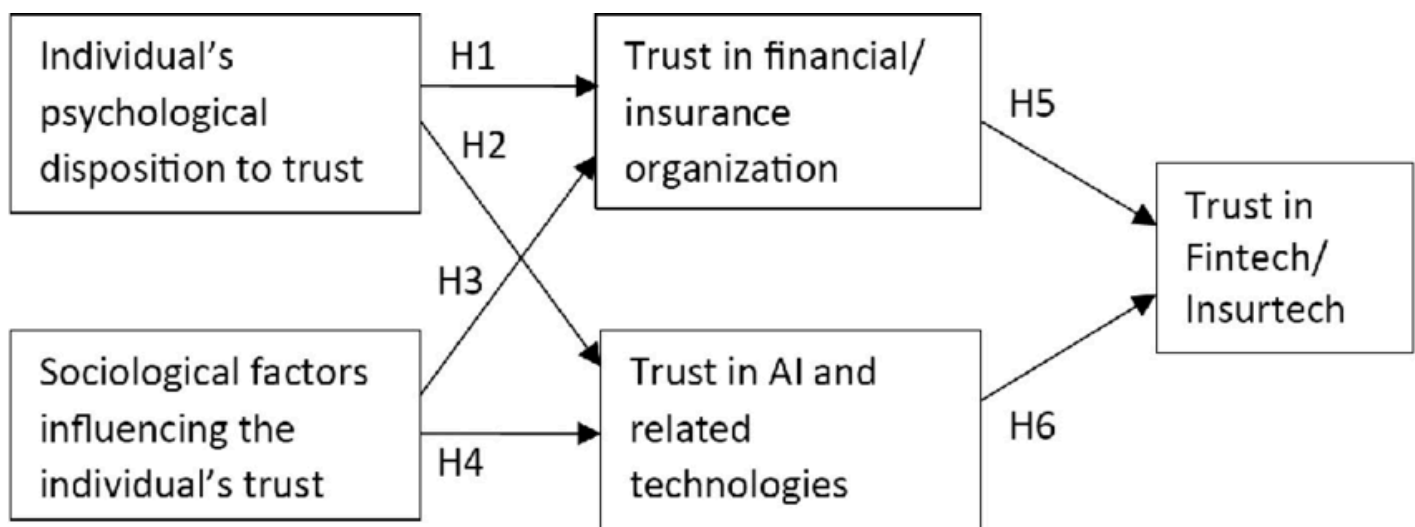 Individual's
psychological
disposition to trust
H1
H2
Trust in financial/
insurance
organization
H5
Trust in
Fintech/
Insurtech
H3
Sociological factors
influencing the
individual's trust
H4
Trust in AI and
related
technologies
H6